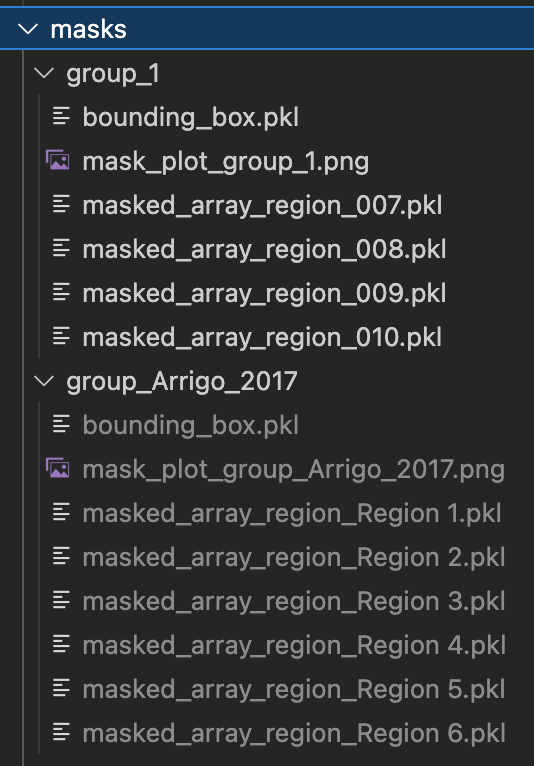 masks
group_1
bounding_box.pkl
mask_plot_group_1.png
masked_array_region_007.pkl
masked_array_region_008.pkl
masked_array_region_009.pkl
masked_array_region_010.pkl
group_Arrigo_2017
bounding_box.pkl
mask_plot_group_Arrigo_2017.png
masked_array_region_Region 1.pkl
masked_array_region_Region 2.pkl
masked_array_region_Region 3.pkl
masked_array_region_Region 4.pkl
masked_array_region_Region 5.pkl
masked_array_region_Region 6.pkl